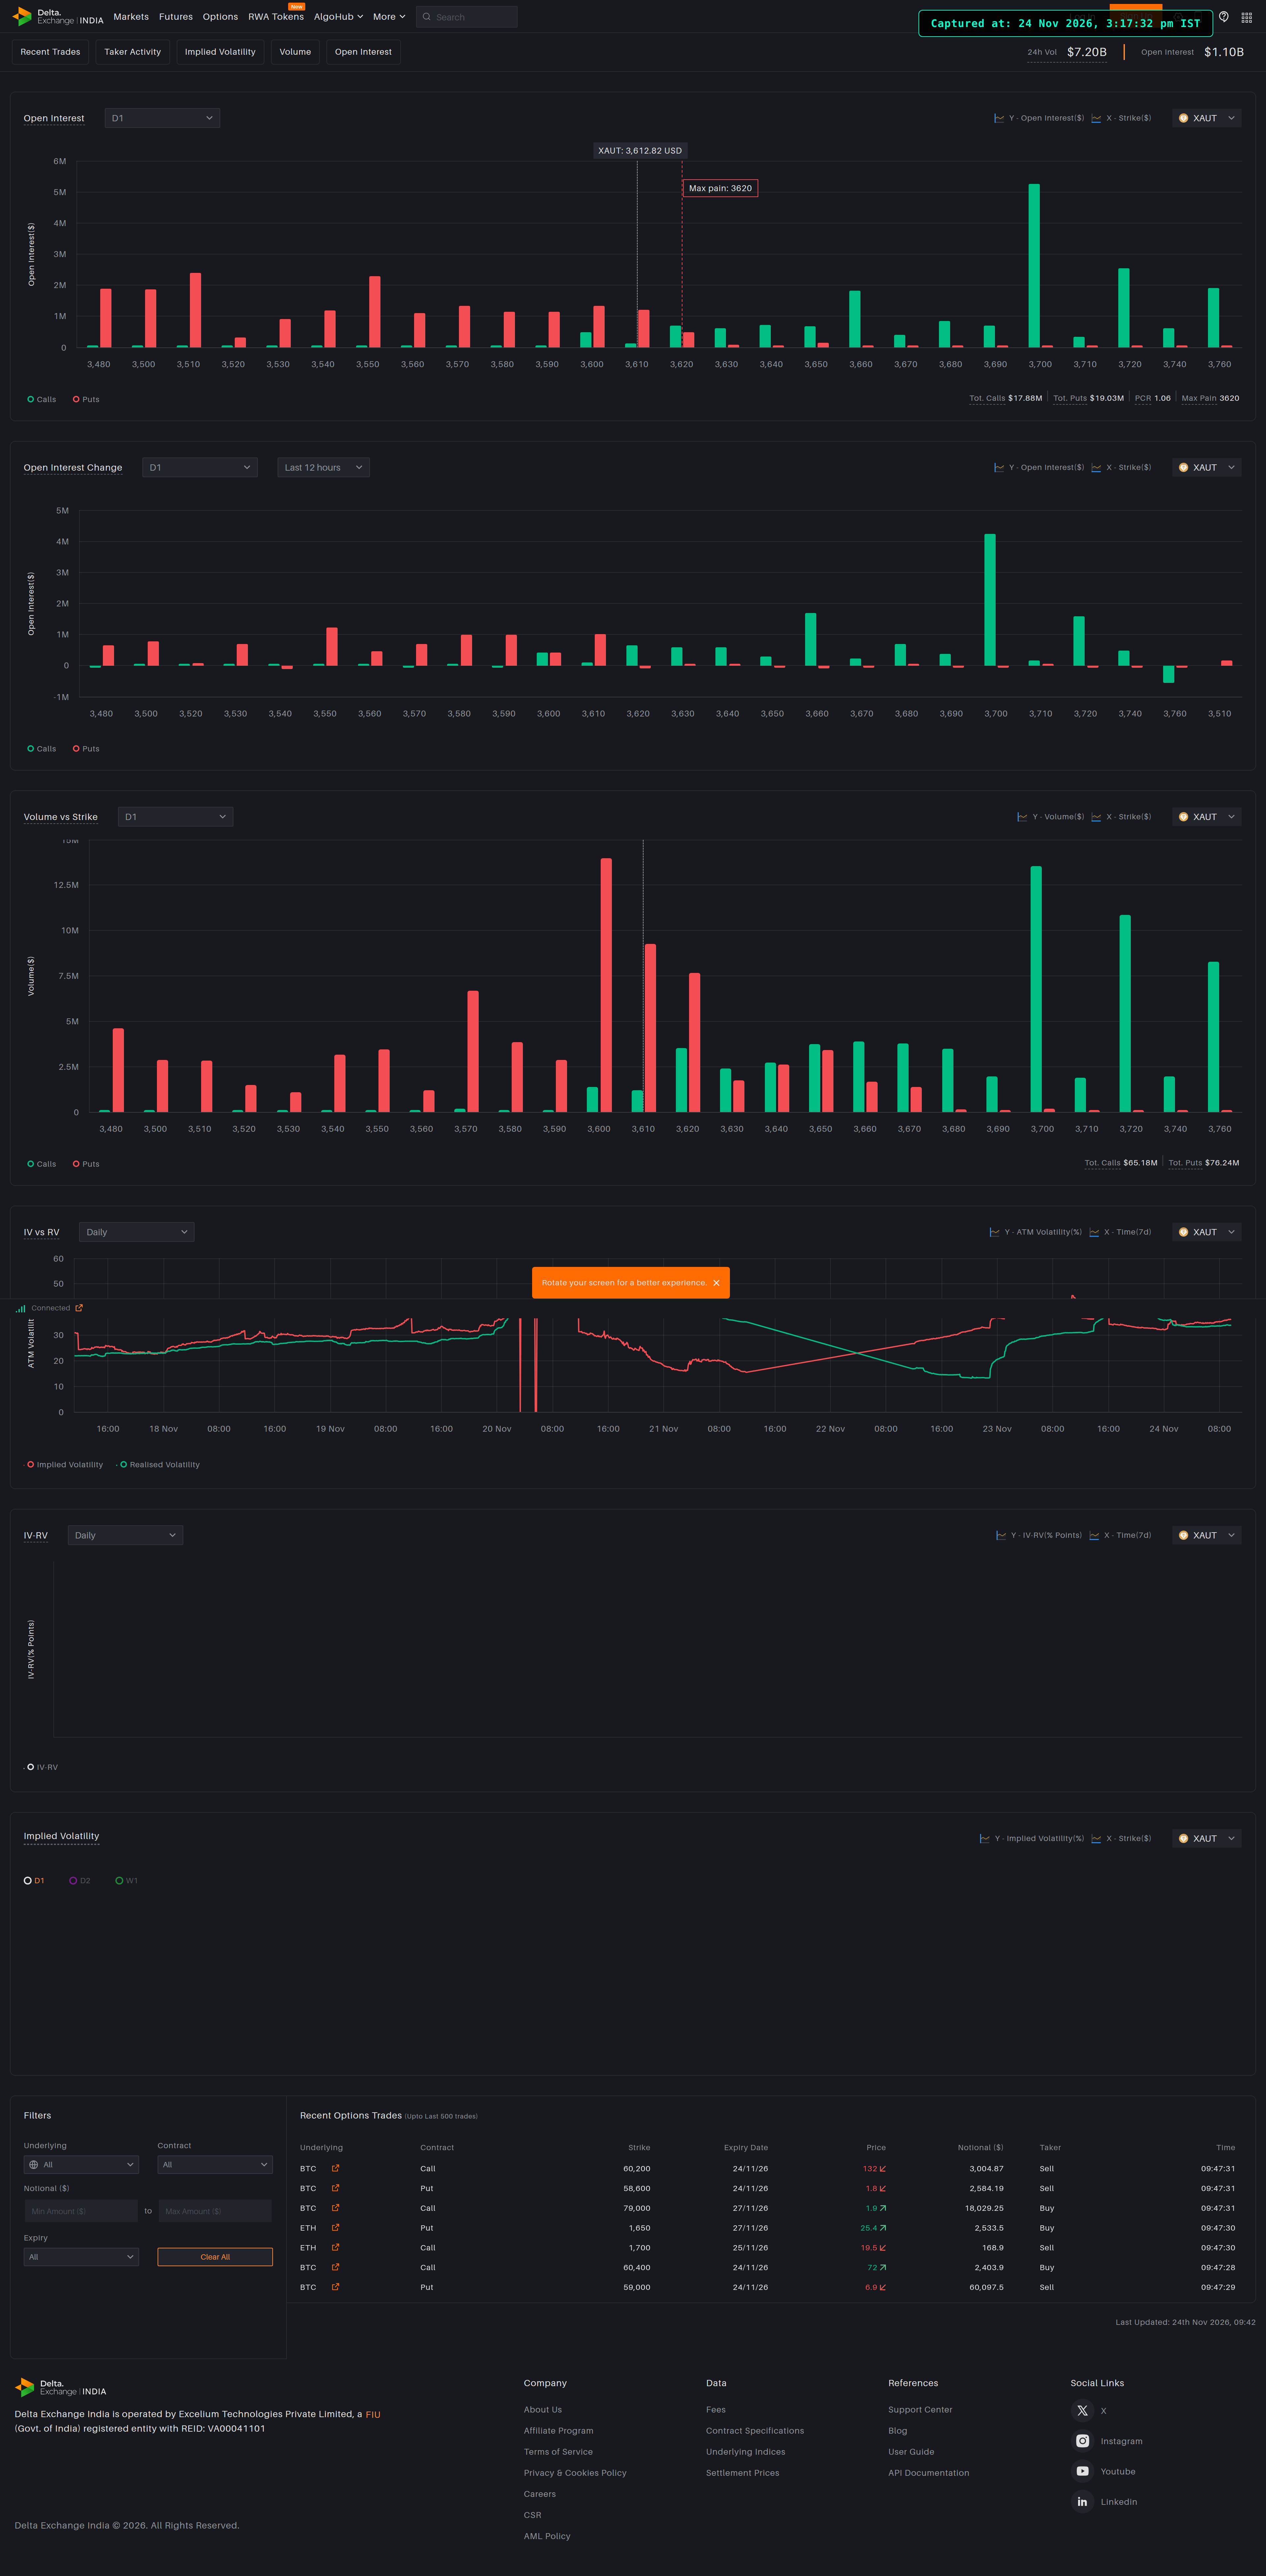 Delta. Exchange | INDIA Markets Futures Options RWA Tokens New AlgoHub More Search
Captured at: 24 Nov 2026, 3:17:32 pm IST
Recent Trades Taker Activity Implied Volatility Volume Open Interest 24h Vol $7.20B Open Interest $1.10B
Open Interest D1 Y - Open Interest($) X - Strike($) XAUT
XAUT: 3,612.82 USD
Max pain: 3620
6M
5M
4M
3M
2M
1M
0
Open Interest($)
3,480 3,500 3,510 3,520 3,530 3,540 3,550 3,560 3,570 3,580 3,590 3,600 3,610 3,620 3,630 3,640 3,650 3,660 3,670 3,680 3,690 3,700 3,710 3,720 3,740 3,760
Calls Puts Tot. Calls $17.88M Tot. Puts $19.03M PCR 1.06 Max Pain 3620
Open Interest Change D1 Last 12 hours Y - Open Interest($) X - Strike($) XAUT
5M
4M
3M
2M
1M
0
-1M
Open Interest($)
3,480 3,500 3,520 3,530 3,540 3,550 3,560 3,570 3,580 3,590 3,600 3,610 3,620 3,630 3,640 3,650 3,660 3,670 3,680 3,690 3,700 3,710 3,720 3,740 3,760 3,510
Calls Puts
Volume vs Strike D1 Y - Volume($) X - Strike($) XAUT
15M
12.5M
10M
7.5M
5M
2.5M
0
Volume($)
3,480 3,500 3,510 3,520 3,530 3,540 3,550 3,560 3,570 3,580 3,590 3,600 3,610 3,620 3,630 3,640 3,650 3,660 3,670 3,680 3,690 3,700 3,710 3,720 3,740 3,760
Calls Puts Tot. Calls $65.18M Tot. Puts $76.24M
IV vs RV Daily Y - ATM Volatility(%) X - Time(7d) XAUT
60
50
Rotate your screen for a better experience.
Connected
30
20
10
0
ATM Volatilit
16:00 18 Nov 08:00 16:00 19 Nov 08:00 16:00 20 Nov 08:00 16:00 21 Nov 08:00 16:00 22 Nov 08:00 16:00 23 Nov 08:00 16:00 24 Nov 08:00
Implied Volatility Realised Volatility
IV-RV Daily Y - IV-RV(% Points) X - Time(7d) XAUT
IV-RV(% Points)
IV-RV
Implied Volatility Y - Implied Volatility(%) X - Strike($) XAUT
D1 D2 W1
Filters
Underlying Contract
All All
Notional ($)
Min Amount ($) to Max Amount ($)
Expiry
All Clear All
Recent Options Trades (Upto Last 500 trades)
Underlying Contract Strike Expiry Date Price Notional ($) Taker Time
BTC Call 60,200 24/11/26 132 3,004.87 Sell 09:47:31
BTC Put 58,600 24/11/26 1.8 2,584.19 Sell 09:47:31
BTC Call 79,000 27/11/26 1.9 18,029.25 Buy 09:47:31
ETH Put 1,650 27/11/26 25.4 2,533.5 Buy 09:47:30
ETH Call 1,700 25/11/26 19.5 168.9 Sell 09:47:30
BTC Call 60,400 24/11/26 72 2,403.9 Buy 09:47:28
BTC Put 59,000 24/11/26 6.9 60,097.5 Sell 09:47:29
Last Updated: 24th Nov 2026, 09:42
Delta. Exchange | INDIA
Delta Exchange India is operated by Excelium Technologies Private Limited, a FIU
(Govt. of India) registered entity with REID: VA00041101
Delta Exchange India © 2026. All Rights Reserved.
Company
About Us
Affiliate Program
Terms of Service
Privacy & Cookies Policy
Careers
CSR
AML Policy
Data
Fees
Contract Specifications
Underlying Indices
Settlement Prices
References
Support Center
Blog
User Guide
API Documentation
Social Links
X
Instagram
Youtube
Linkedin